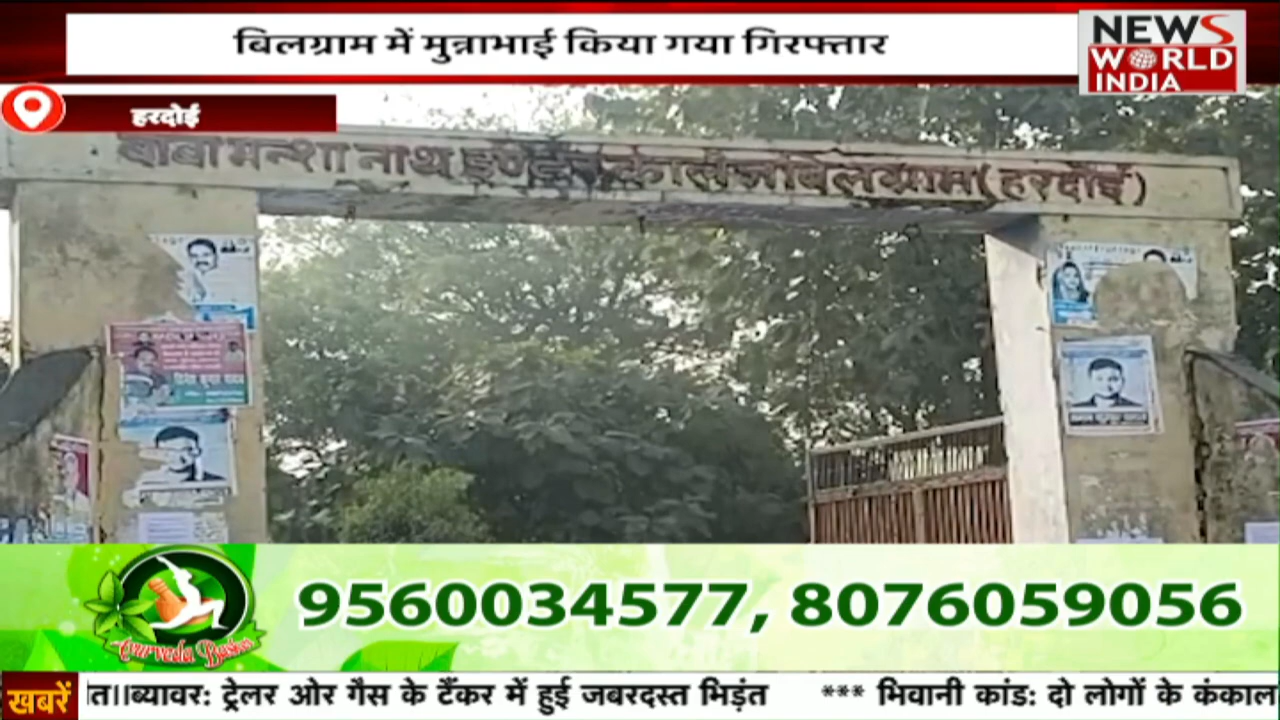 बिलग्राम में मुन्नाभाई किया गया गिरफ्तार
NEWS
WORLD
INDIA
हरदोई
बाबा मन्शा नाथ इण्टर कालेज बिलग्राम (हरदोई)
9560034577, 8076059056
Ayurveda
खबरें
ब्यावर: ट्रेलर ओर गैस के टैंकर में हुई जबरदस्त भिड़ंत *** भिवानी कांड: दो लोगों के कंकाल